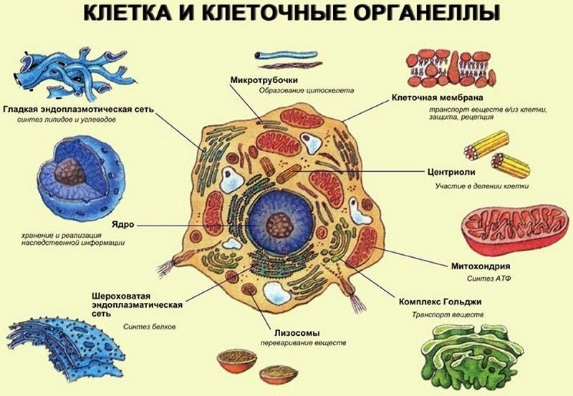 КЛЕТКА И КЛЕТОЧНЫЕ ОРГАНЕЛЛЫ
Микротрубочки
Образование цитоскелета
Клеточная мембрана
транспорт веществ в/из клетки,
защита, рецепция
Гладкая эндоплазмотическая сеть
синтез липидов и углеводов
Центриоли
Участие в делении клетки
Ядро
хранение и реализация
наследственной информации
Митохондрия
Синтез АТФ
Шероховатая
эндоплазматическая
сеть
Синтез белков
Комплекс Гольджи
Транспорт веществ
Лизосомы
переваривание веществ